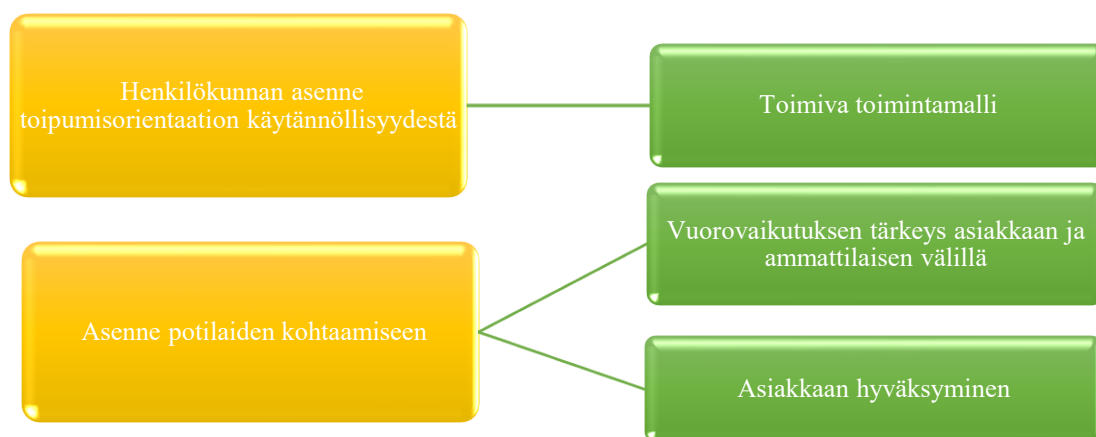 Henkilökunnan asenne
toipumisorientaation käytännöllisyydestä
Toimiva toimintamalli
Vuorovaikutuksen tärkeys asiakkaan ja
ammattilaisen välillä
Asenne potilaiden kohtaamiseen
Asiakkaan hyväksyminen